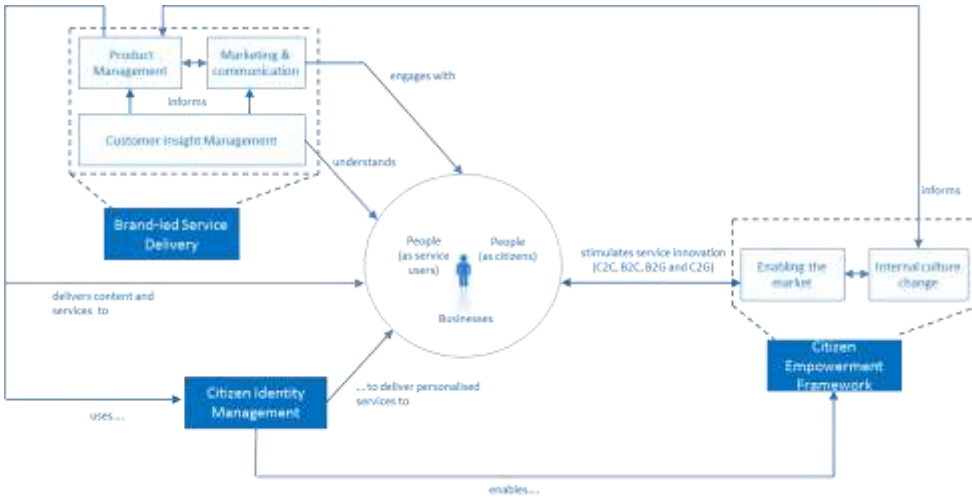 Product
Management
Marketing &
communication
informs
Customer Insight Management
engages with
understands
Brand-led Service
Delivery
People
(as service
users)
People
(as citizens)
Businesses
stimulates service innovation
(C2C, B2C, B2G and C2G)
informs
Enabling the
market
Internal culture
change
delivers content and
services to
Citizen
Empowerment
Framework
Citizen Identity
Management
... to deliver personalised
services to
uses....
enables....